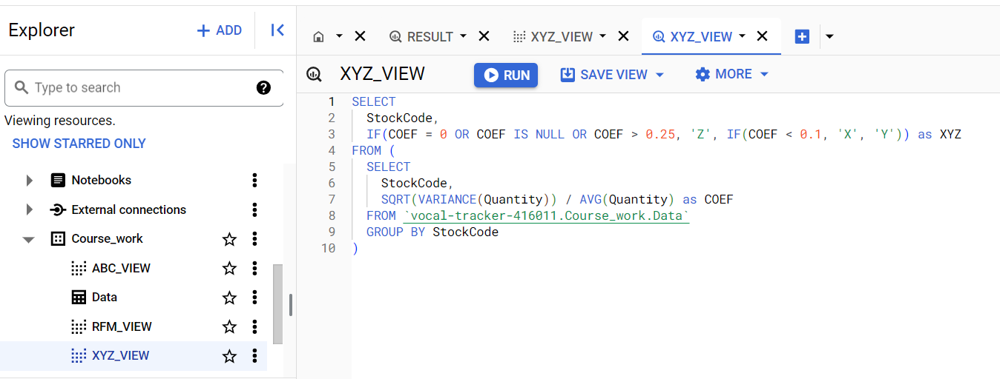 Explorer
+ ADD
Type to search
Viewing resources.
SHOW STARRED ONLY
Notebooks
External connections
Course_work
ABC_VIEW
Data
RFM_VIEW
XYZ_VIEW
RESULT
XYZ_VIEW
XYZ_VIEW
XYZ_VIEW
RUN
SAVE VIEW
MORE
1 SELECT
2 StockCode,
3 IF(COEF = 0 OR COEF IS NULL OR COEF > 0.25, 'Z', IF(COEF < 0.1, 'X', 'Y')) as XYZ
4 FROM (
5 SELECT
6 StockCode,
7 SQRT(VARIANCE(Quantity)) / AVG(Quantity) as COEF
8 FROM `vocal-tracker-416011.Course_work.Data`
9 GROUP BY StockCode
10 )